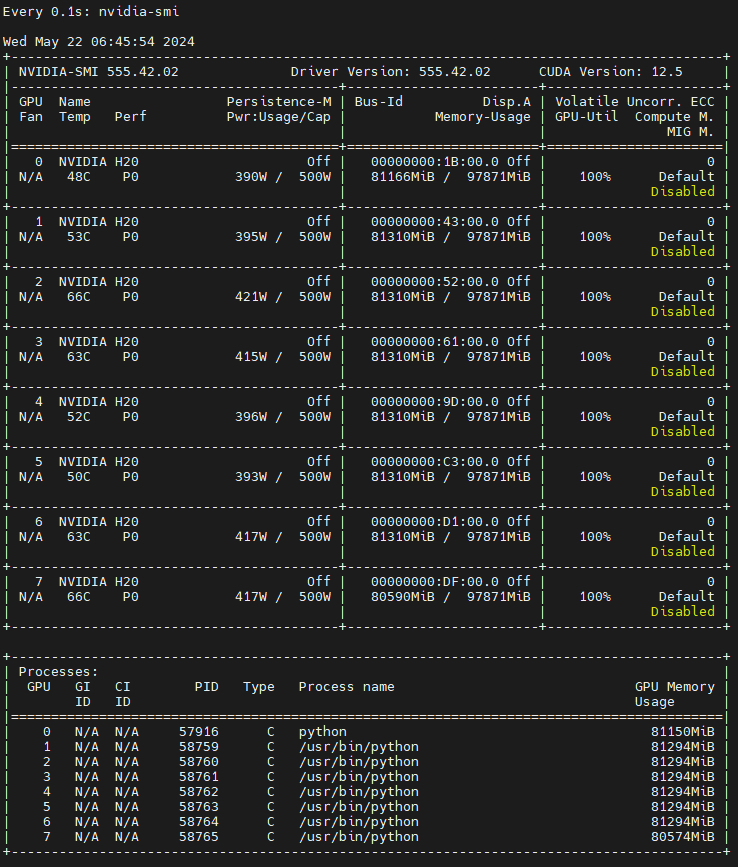 Every 0.1s: nvidia-smi
Wed May 22 06:45:54 2024
+-----------------------------------------------------------------------------------------+
| NVIDIA-SMI 555.42.02              Driver Version: 555.42.02      CUDA Version: 12.5     |
|-----------------------------------------+------------------------+----------------------+
| GPU  Name                 Persistence-M | Bus-Id          Disp.A | Volatile Uncorr. ECC |
| Fan  Temp   Perf          Pwr:Usage/Cap |           Memory-Usage | GPU-Util  Compute M. |
|                                         |                        |               MIG M. |
|=========================================+========================+======================|
|   0  NVIDIA H20                     Off |   00000000:1B:00.0 Off |                    0 |
| N/A   48C    P0            390W /  500W |   81166MiB /  97871MiB |    100%      Default |
|                                         |                        |             Disabled |
+-----------------------------------------+------------------------+----------------------+
|   1  NVIDIA H20                     Off |   00000000:43:00.0 Off |                    0 |
| N/A   53C    P0            395W /  500W |   81310MiB /  97871MiB |    100%      Default |
|                                         |                        |             Disabled |
+-----------------------------------------+------------------------+----------------------+
|   2  NVIDIA H20                     Off |   00000000:52:00.0 Off |                    0 |
| N/A   66C    P0            421W /  500W |   81310MiB /  97871MiB |    100%      Default |
|                                         |                        |             Disabled |
+-----------------------------------------+------------------------+----------------------+
|   3  NVIDIA H20                     Off |   00000000:61:00.0 Off |                    0 |
| N/A   63C    P0            415W /  500W |   81310MiB /  97871MiB |    100%      Default |
|                                         |                        |             Disabled |
+-----------------------------------------+------------------------+----------------------+
|   4  NVIDIA H20                     Off |   00000000:9D:00.0 Off |                    0 |
| N/A   52C    P0            396W /  500W |   81310MiB /  97871MiB |    100%      Default |
|                                         |                        |             Disabled |
+-----------------------------------------+------------------------+----------------------+
|   5  NVIDIA H20                     Off |   00000000:C3:00.0 Off |                    0 |
| N/A   50C    P0            393W /  500W |   81310MiB /  97871MiB |    100%      Default |
|                                         |                        |             Disabled |
+-----------------------------------------+------------------------+----------------------+
|   6  NVIDIA H20                     Off |   00000000:D1:00.0 Off |                    0 |
| N/A   63C    P0            417W /  500W |   81310MiB /  97871MiB |    100%      Default |
|                                         |                        |             Disabled |
+-----------------------------------------+------------------------+----------------------+
|   7  NVIDIA H20                     Off |   00000000:DF:00.0 Off |                    0 |
| N/A   66C    P0            417W /  500W |   80590MiB /  97871MiB |    100%      Default |
|                                         |                        |             Disabled |
+-----------------------------------------+------------------------+----------------------+
+-----------------------------------------------------------------------------------------+
| Processes:                                                                              |
|  GPU   GI   CI        PID   Type   Process name                              GPU Memory |
|        ID   ID                                                               Usage      |
|=========================================================================================|
|    0   N/A  N/A     57916      C   python                                      81150MiB |
|    1   N/A  N/A     58759      C   /usr/bin/python                             81294MiB |
|    2   N/A  N/A     58760      C   /usr/bin/python                             81294MiB |
|    3   N/A  N/A     58761      C   /usr/bin/python                             81294MiB |
|    4   N/A  N/A     58762      C   /usr/bin/python                             81294MiB |
|    5   N/A  N/A     58763      C   /usr/bin/python                             81294MiB |
|    6   N/A  N/A     58764      C   /usr/bin/python                             81294MiB |
|    7   N/A  N/A     58765      C   /usr/bin/python                             80574MiB |
+-----------------------------------------------------------------------------------------+